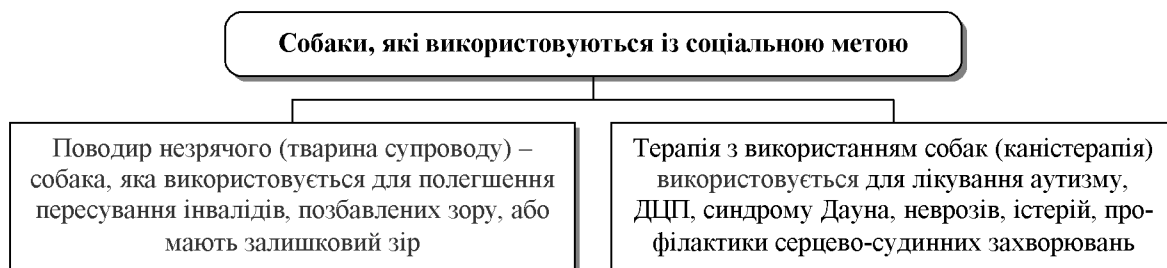 Собаки, які використовуються із соціальною метою
Поводир незрячого (тварина супроводу) –
собака, яка використовується для полегшення
пересування інвалідів, позбавлених зору, або
мають залишковий зір
Терапія з використанням собак (каністерапія)
використовується для лікування аутизму,
ДЦП, синдрому Дауна, неврозів, істерій, про-
філактики серцево-судинних захворювань